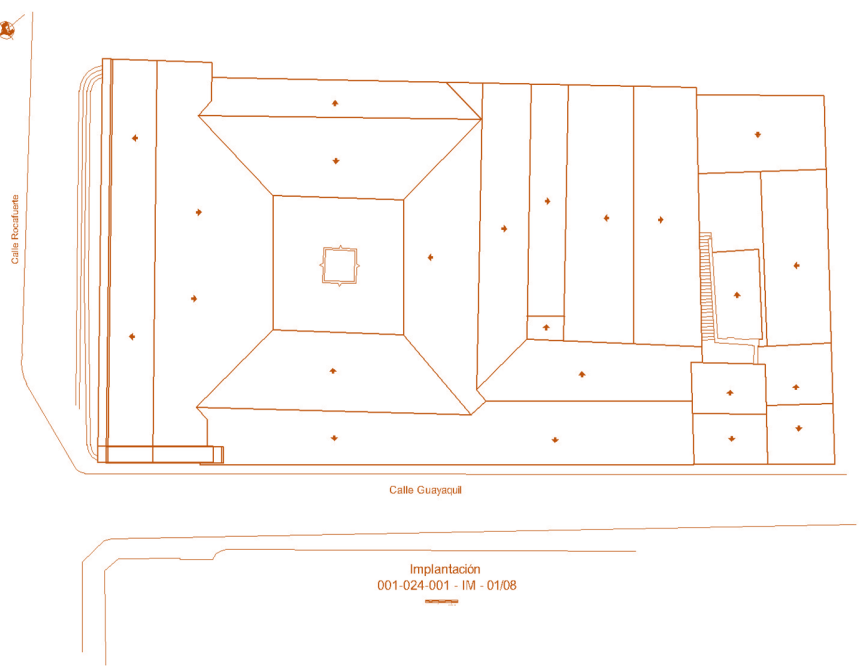 Calle Rocafuerte
Calle Guayaquil
Implantación
001-024-001 - IM - 01/08